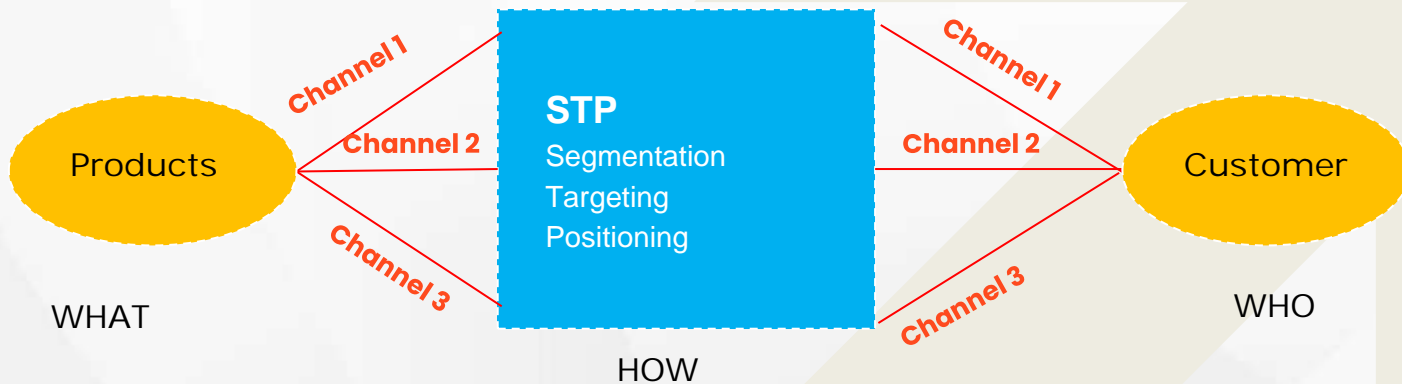 Channel 1
Channel 1
STP
Channel 2
Channel 2
Products
Segmentation
Customer
Targeting
Positioning
Channel 3
Channel 3
WHAT
WHO
HOW